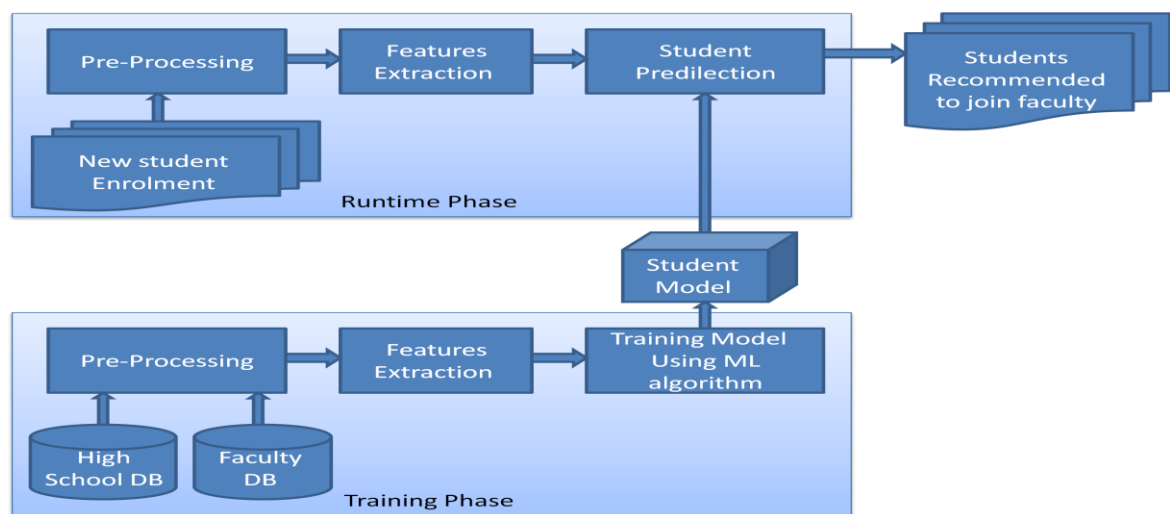 Pre-Processing
Features
Extraction
Student
Predilection
Students
Recommended
to join faculty
New student
Enrolment
Runtime Phase
Student
Model
Pre-Processing
Features
Extraction
Training Model
Using ML
algorithm
High
School DB
Faculty
DB
Training Phase